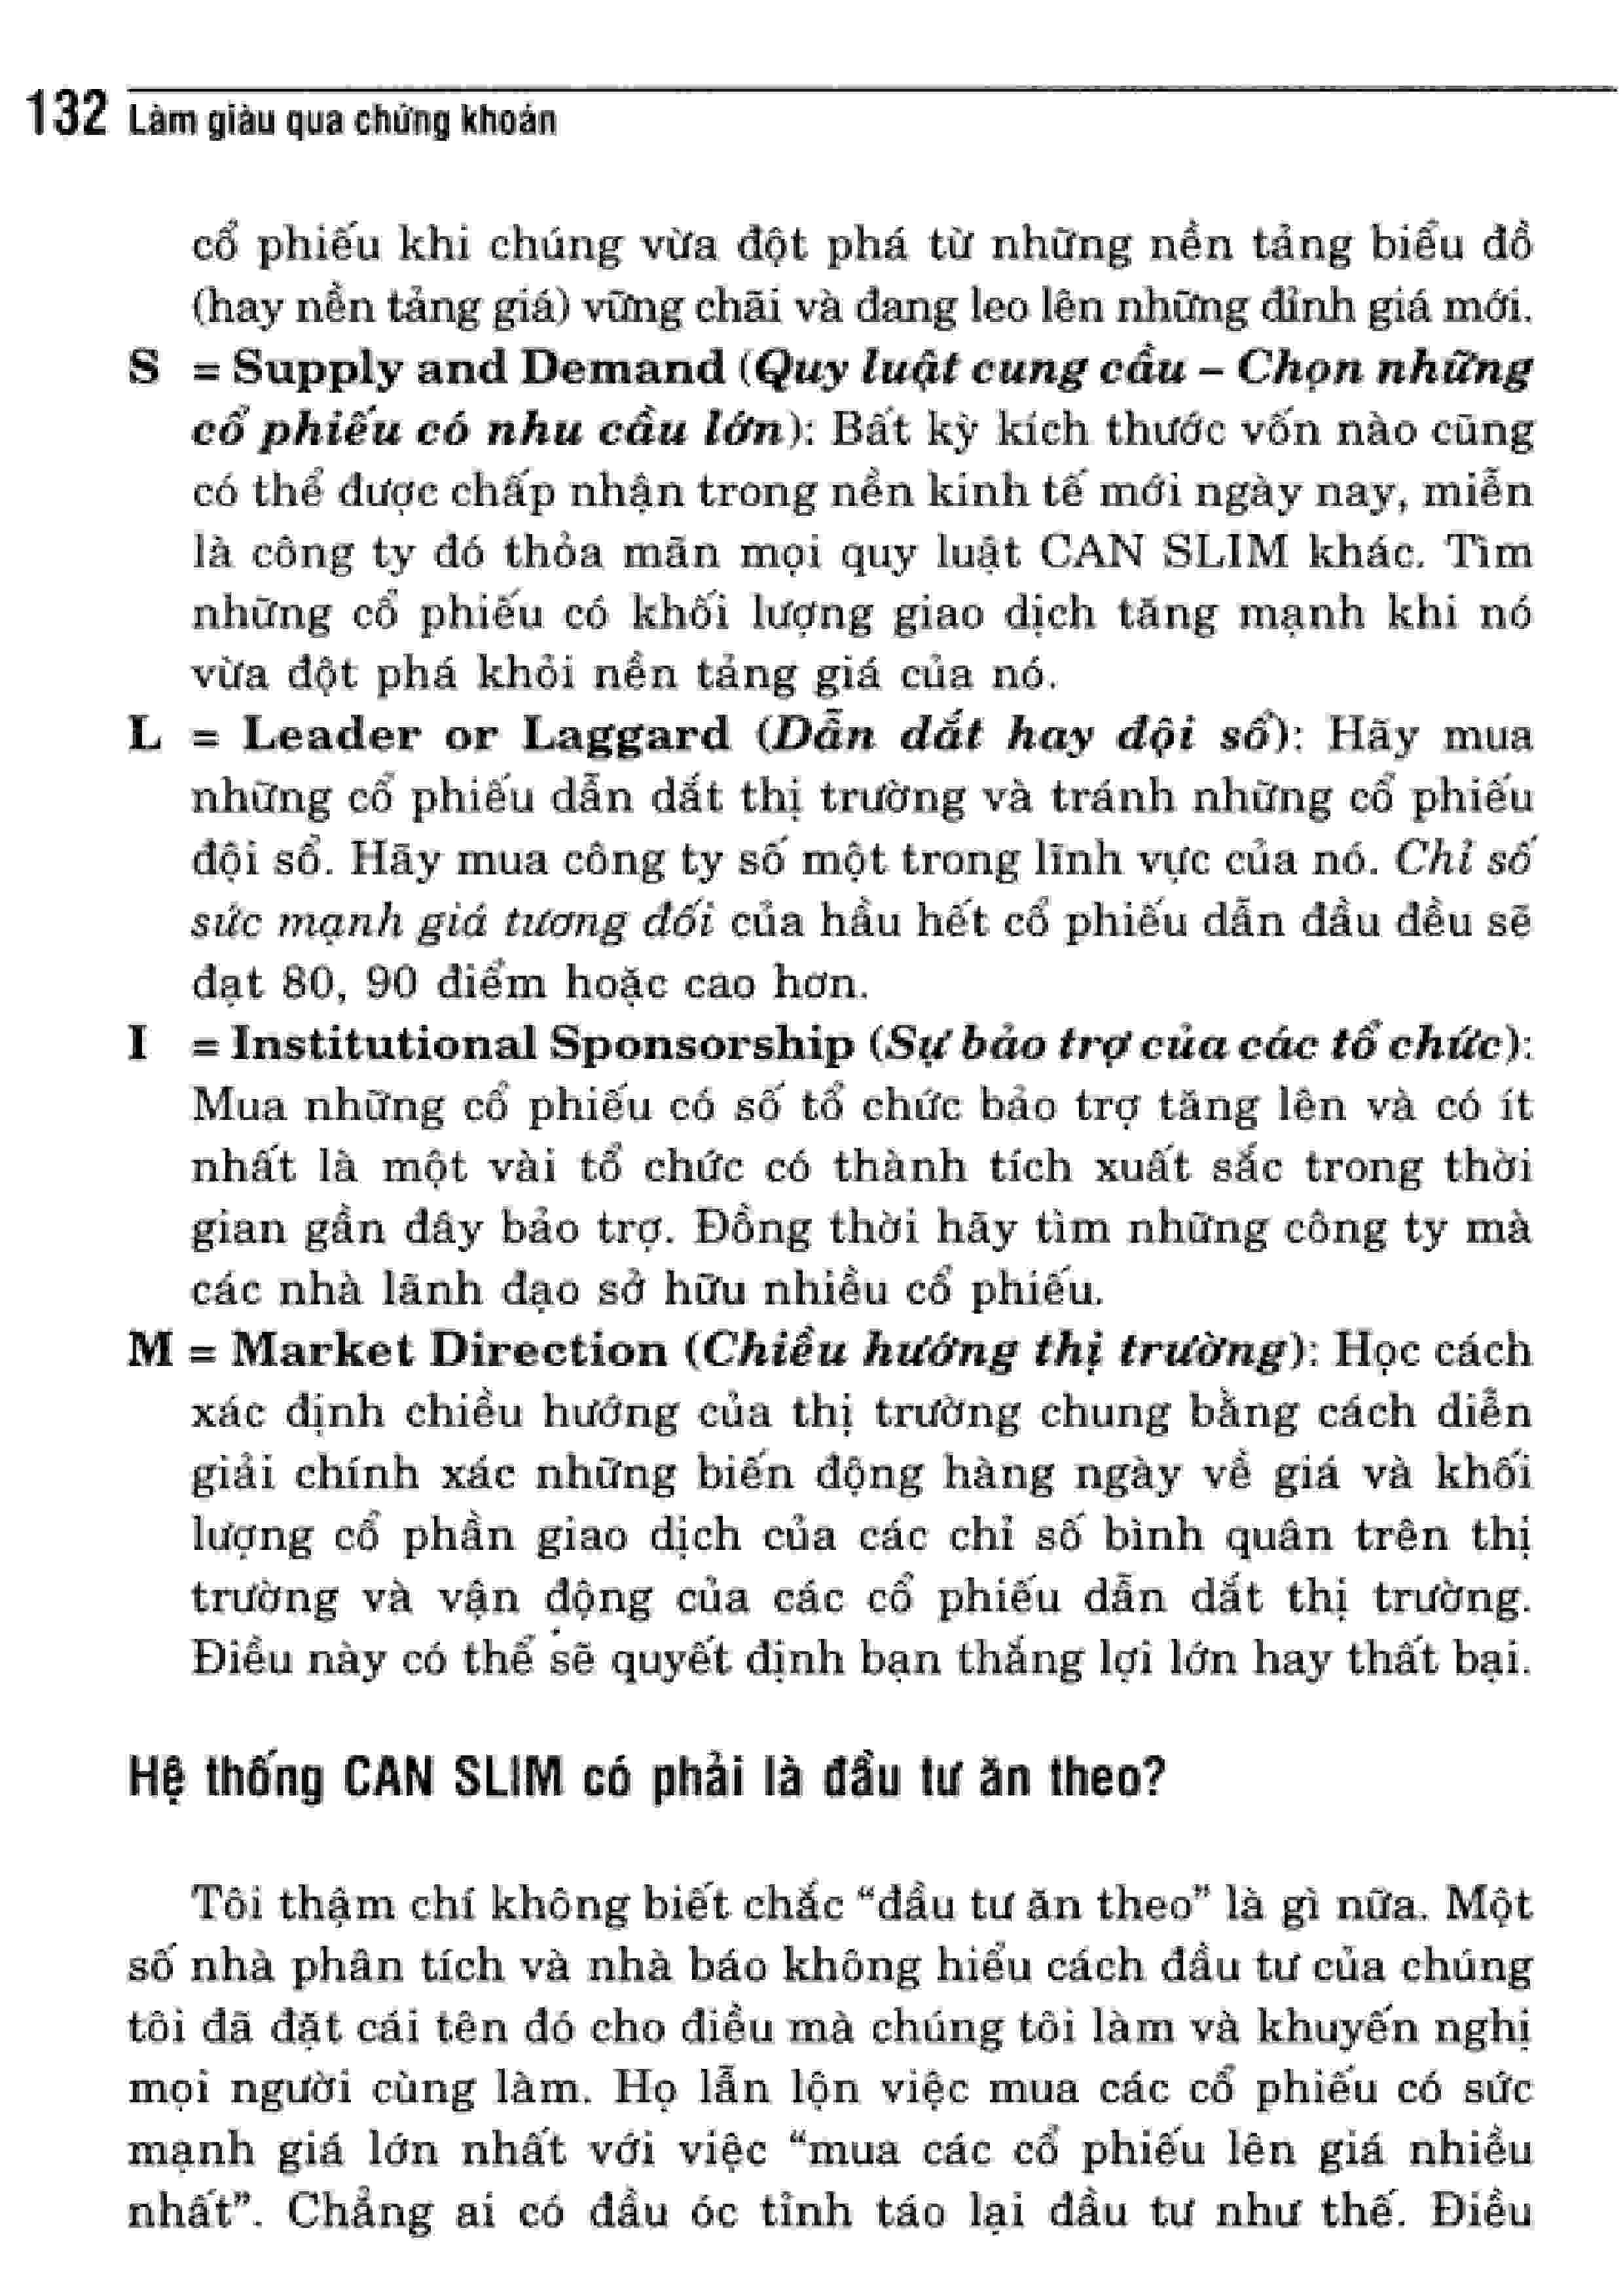 132 Làm giàu qua chứng khoán
cổ phiếu khi chúng vừa đột phá từ những nền tảng biểu đồ
(hay nền tảng giá) vững chãi và đang leo lên những đỉnh giá mới.
S = Supply and Demand (Quy luật cung cầu – Chọn những
cổ phiếu có nhu cầu lớn): Bất kỳ kích thước vốn nào cũng
có thể được chấp nhận trong nền kinh tế mới ngày nay, miễn
là công ty đó thỏa mãn mọi quy luật CAN SLIM khác. Tìm
những cổ phiếu có khối lượng giao dịch tăng mạnh khi nó
vừa đột phá khỏi nền tảng giá của nó.
L = Leader or Laggard (Dẫn dắt hay đội sổ): Hãy mua
những cổ phiếu dẫn dắt thị trường và tránh những cổ phiếu
đội sổ. Hãy mua công ty số một trong lĩnh vực của nó. Chỉ số
sức mạnh giá tương đối của hầu hết cổ phiếu dẫn đầu đều sẽ
đạt 80, 90 điểm hoặc cao hơn.
I = Institutional Sponsorship (Sự bảo trợ của các tổ chức):
Mua những cổ phiếu có số tổ chức bảo trợ tăng lên và có ít
nhất là một vài tổ chức có thành tích xuất sắc trong thời
gian gần đây bảo trợ. Đồng thời hãy tìm những công ty mà
các nhà lãnh đạo sở hữu nhiều cổ phiếu.
M = Market Direction (Chiều hướng thị trường): Học cách
xác định chiều hướng của thị trường chung bằng cách diễn
giải chính xác những biến động hàng ngày về giá và khối
lượng cổ phần giao dịch của các chỉ số bình quân trên thị
trường và vận động của các cổ phiếu dẫn dắt thị trường.
Điều này có thể sẽ quyết định bạn thắng lợi lớn hay thất bại.
Hệ thống CAN SLIM có phải là đầu tư ăn theo?
Tôi thậm chí không biết chắc “đầu tư ăn theo” là gì nữa. Một
số nhà phân tích và nhà báo không hiểu cách đầu tư của chúng
tôi đã đặt cái tên đó cho điều mà chúng tôi làm và khuyến nghị
mọi người cùng làm. Họ lẫn lộn việc mua các cổ phiếu có sức
mạnh giá lớn nhất với việc “mua các cổ phiếu lên giá nhiều
nhất”. Chẳng ai có đầu óc tỉnh táo lại đầu tư như thế. Điều